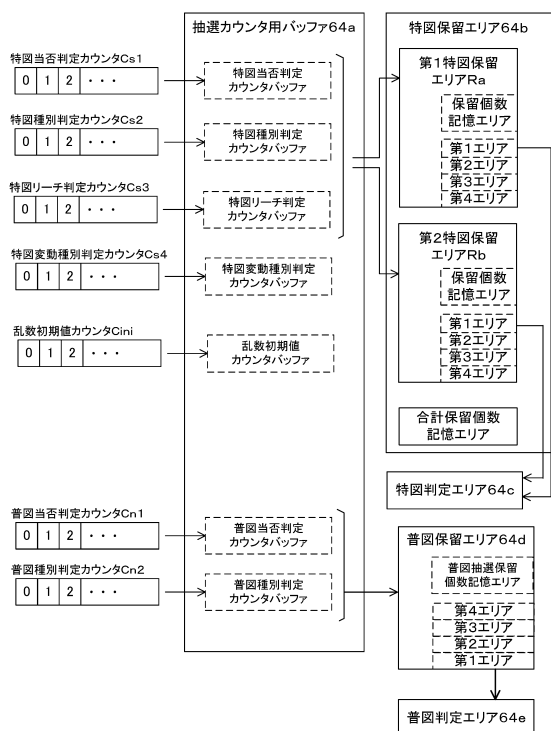 抽選カウンタ用バッファ64a
特図当否判定カウンタCs1
0 1 2 ・・・
特図当否判定
カウンタバッファ
特図種別判定カウンタCs2
0 1 2 ・・・
特図種別判定
カウンタバッファ
特図リーチ判定カウンタCs3
0 1 2 ・・・
特図リーチ判定
カウンタバッファ
特図変動種別判定カウンタCs4
0 1 2 ・・・
特図変動種別判定
カウンタバッファ
乱数初期値カウンタCini
0 1 2 ・・・
乱数初期値
カウンタバッファ
普図当否判定カウンタCn1
0 1 2 ・・・
普図当否判定
カウンタバッファ
普図種別判定カウンタCn2
0 1 2 ・・・
普図種別判定
カウンタバッファ
特図保留エリア64b
第1特図保留
エリアRa
保留個数
記憶エリア
第1エリア
第2エリア
第3エリア
第4エリア
第2特図保留
エリアRb
保留個数
記憶エリア
第1エリア
第2エリア
第3エリア
第4エリア
合計保留個数
記憶エリア
特図判定エリア64c
普図保留エリア64d
普図抽選保留
個数記憶エリア
第4エリア
第3エリア
第2エリア
第1エリア
普図判定エリア64e